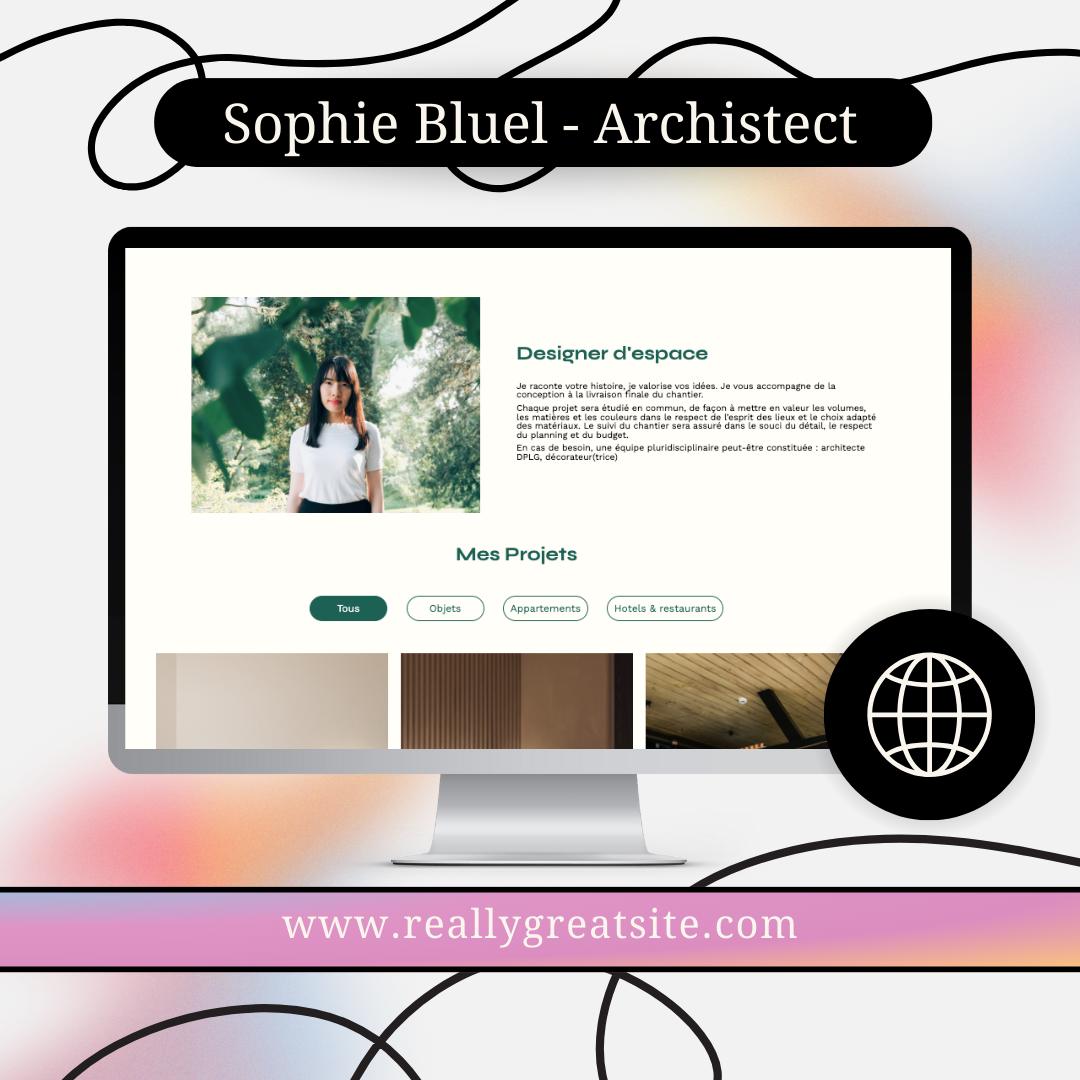 Sophie Bluel - Archistect
Designer d'espace
Je raconte votre histoire, je valorise vos idées. Je vous accompagne de la
conception à la livraison finale du chantier.
Chaque projet sera étudié en commun, de façon à mettre en valeur les volumes,
les matières et les couleurs dans le respect de l'esprit des lieux et le choix adapté
des matériaux. Le suivi du chantier sera assuré dans le souci du détail, le respect
du planning et du budget.
En cas de besoin, une équipe pluridisciplinaire peut-être constituée : architecte
DPLG, décorateur(trice)
Mes Projets
Tous
Objets
Appartements
Hotels & restaurants
www.reallygreatsite.com